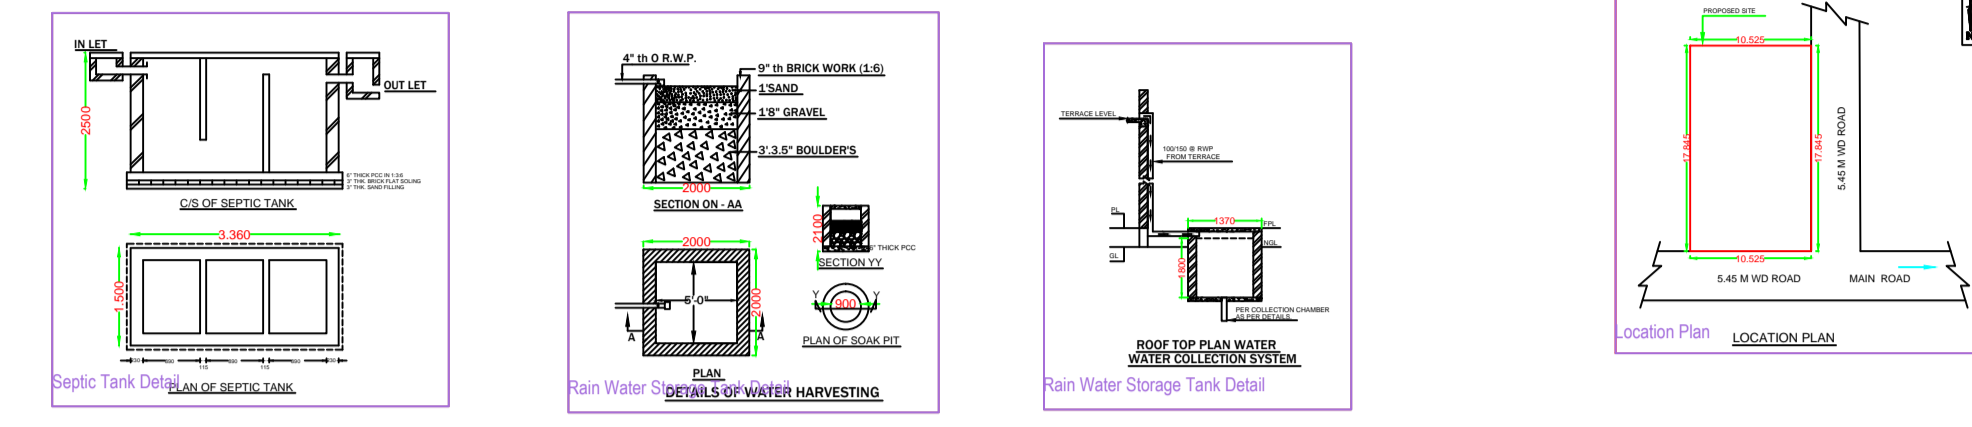 IN LET
OUT LET
2500
6" THICK PCC IN 1:3:6
3" THK. BRICK FLAT SOLING
3" THK. SAND FILLING
C/S OF SEPTIC TANK
3.360
1.500
230
890
115
890
115
890
230
PLAN OF SEPTIC TANK
Septic Tank Detail
4" th O R.W.P.
9" th BRICK WORK (1:6)
1'SAND
1'8" GRAVEL
3'.3.5" BOULDER'S
2000
SECTION ON - AA
2000
5'-0"
2000
A
A
PLAN
DETAILS OF WATER HARVESTING
Rain Water Storage Tank Detail
2100
6" THICK PCC
SECTION YY
Y
Y
900
PLAN OF SOAK PIT
TERRACE LEVEL
100/150 @ RWP
FROM TERRACE
PL
GL
1370
FPL
NGL
1800
PER COLLECTION CHAMBER
AS PER DETAILS
ROOF TOP PLAN WATER
WATER COLLECTION SYSTEM
Rain Water Storage Tank Detail
PROPOSED SITE
10.525
17.845
17.845
5.45 M WD ROAD
10.525
5.45 M WD ROAD
MAIN ROAD
Location Plan
LOCATION PLAN